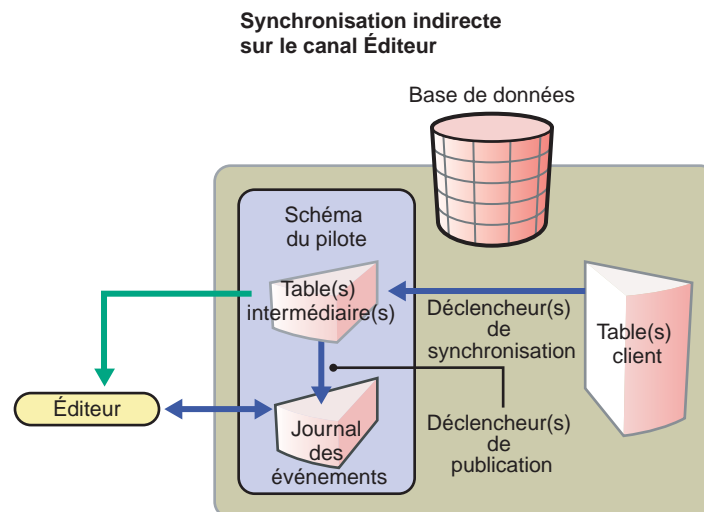 Synchronisation indirecte
sur le canal Éditeur
Base de données
Schéma
du pilote
Table(s)
intermédiaire(s)
Déclencheur(s)
de
synchronisation
Table(s)
client
Éditeur
Journal
des
événements
Déclencheur(s)
de
publication